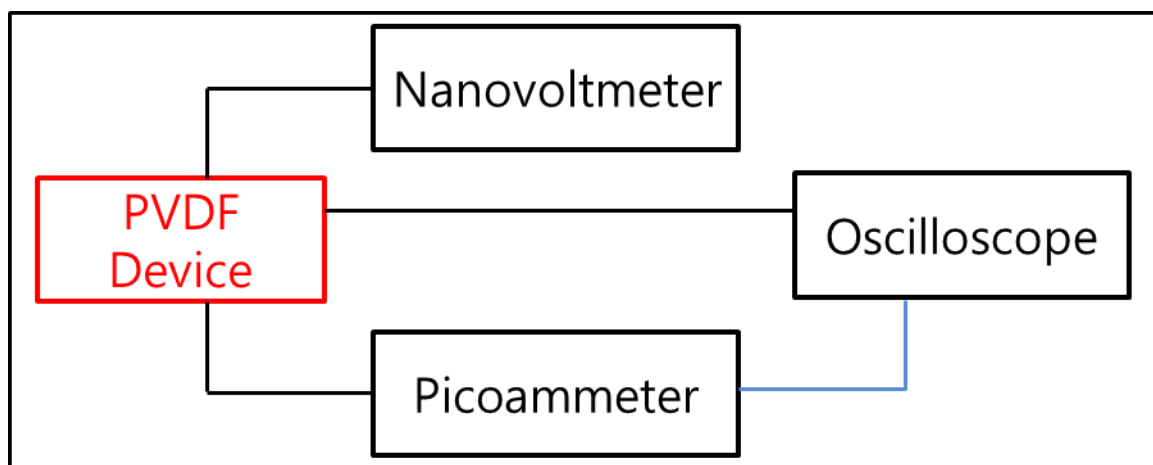 Nanovoltmeter
PVDF
Device
Oscilloscope
Picoammeter